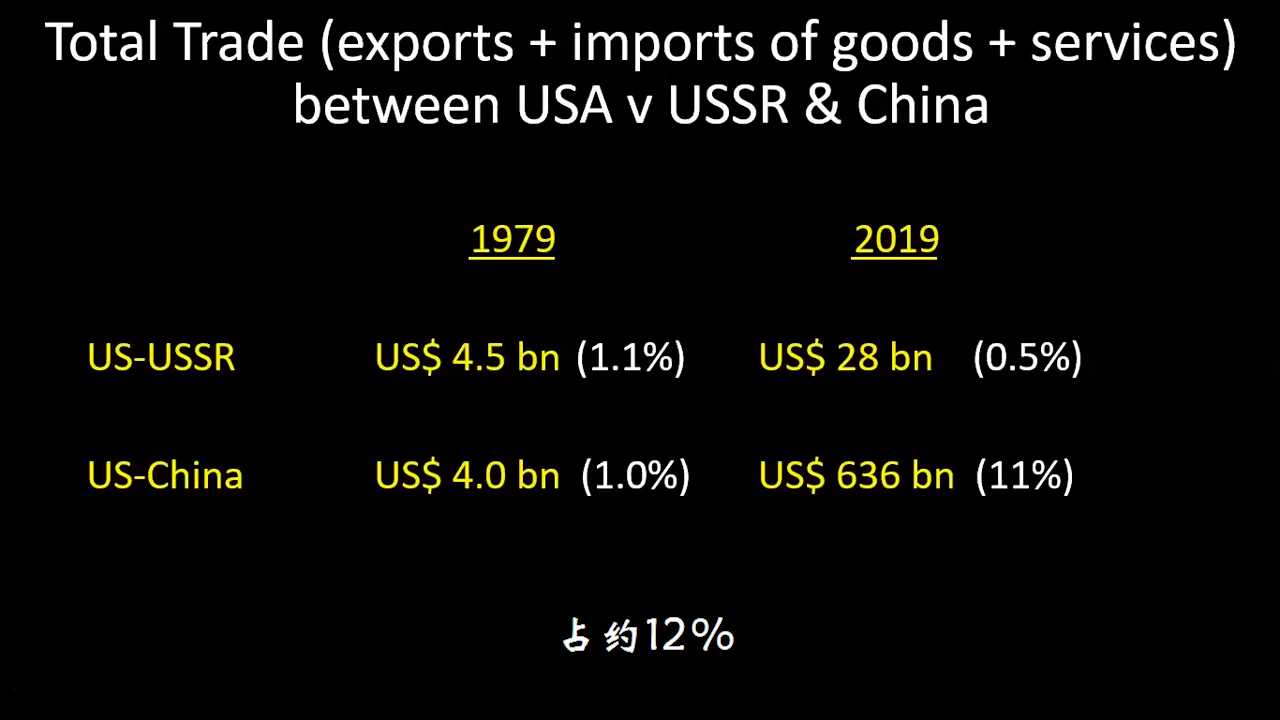 Total Trade (exports + imports of goods + services)
between USA v USSR & China
1979 2019
US-USSR US$ 4.5 bn (1.1%) US$ 28 bn (0.5%)
US-China US$ 4.0 bn (1.0%) US$ 636 bn (11%)
占约12%